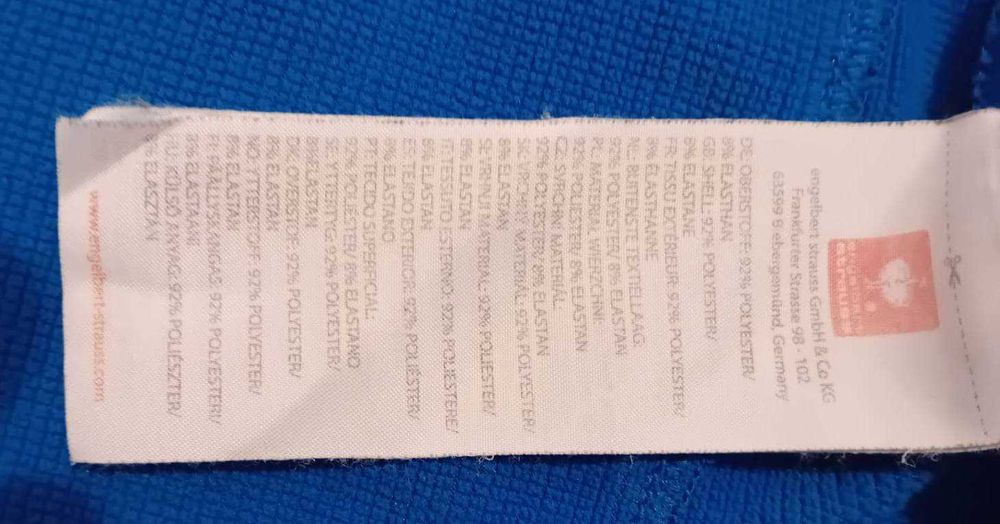 engelbert
strauss
engelbert strauss GmbH & Co KG
Frankfurter Strasse 98 - 102
63599 Biebergemünd, Germany
DE: OBERSTOFF: 92% POLYESTER/
8% ELASTHAN
GB: SHELL: 92% POLYESTER/
8% ELASTANE
FR: TISSU EXTÉRIEUR: 92% POLYESTER/
8% ÉLASTHANNE
NL: BUITENSTE TEXTIELLAAG:
92% POLYESTER/ 8% ELASTAN
PL: MATERIAŁ WIERZCHNI:
92% POLIESTER/ 8% ELASTAN
CZ: SVRCHNÍ MATERIÁL:
92% POLYESTER/ 8% ELASTAN
SK: VRCHNÝ MATERIÁL: 92% POLYESTER/
8% ELASTAN
SI: VRHNJI MATERIAL: 92% POLIESTER/
8% ELASTAN
IT: TESSUTO ESTERNO: 92% POLIESTERE/
8% ELASTAN
ES: TEJIDO EXTERIOR: 92% POLIÉSTER/
8% ELASTANO
PT: TECIDO SUPERFICIAL:
92% POLIÉSTER/ 8% ELASTANO
SE: YTTERTYG: 92% POLYESTER/
8% ELASTAN
DK: OVERSTOF: 92% POLYESTER/
8% ELASTAN
NO: YTTERSTOFF: 92% POLYESTER/
8% ELASTAN
FI: PÄÄLLYSKANGAS: 92% POLYESTERI/
8% ELASTAANI
HU: KÜLSŐ ANYAG: 92% POLIÉSZTER/
8% ELASZTÁN
www.engelbert-strauss.com